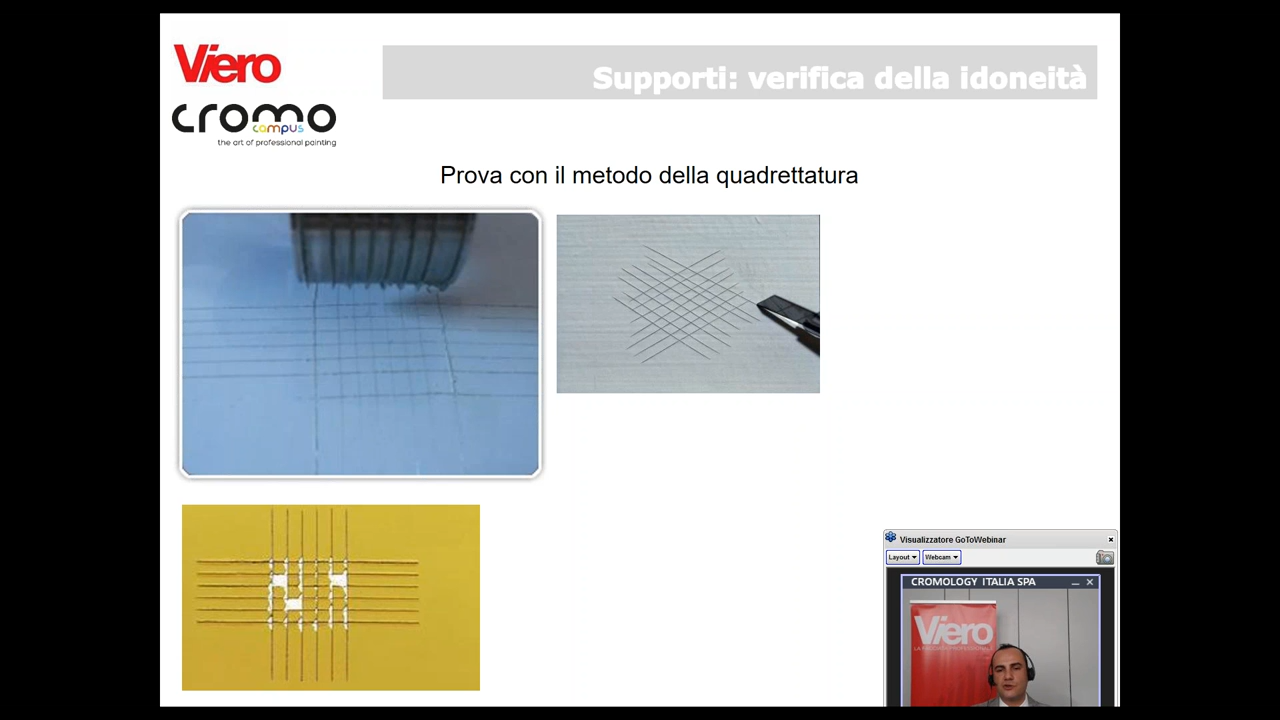 Viero
Supporti: verifica della idoneità
cromo
campus
the art of professional painting
Prova con il metodo della quadrettatura
Visualizzatore GoToWebinar
Layout
Webcam
CROMOLOGY ITALIA SPA
Viero